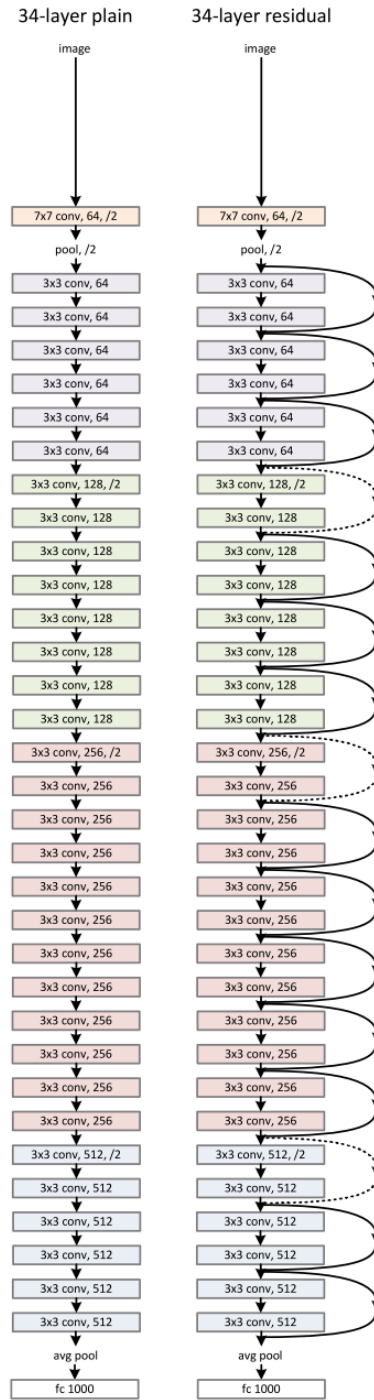 34-layer plain
image
7x7 conv, 64, /2
pool, /2
3x3 conv, 64
3x3 conv, 64
3x3 conv, 64
3x3 conv, 64
3x3 conv, 64
3x3 conv, 64
3x3 conv, 128, /2
3x3 conv, 128
3x3 conv, 128
3x3 conv, 128
3x3 conv, 128
3x3 conv, 128
3x3 conv, 128
3x3 conv, 128
3x3 conv, 256, /2
3x3 conv, 256
3x3 conv, 256
3x3 conv, 256
3x3 conv, 256
3x3 conv, 256
3x3 conv, 256
3x3 conv, 256
3x3 conv, 256
3x3 conv, 256
3x3 conv, 256
3x3 conv, 256
3x3 conv, 512, /2
3x3 conv, 512
3x3 conv, 512
3x3 conv, 512
3x3 conv, 512
3x3 conv, 512
avg pool
fc 1000
34-layer residual
image
7x7 conv, 64, /2
pool, /2
3x3 conv, 64
3x3 conv, 64
3x3 conv, 64
3x3 conv, 64
3x3 conv, 64
3x3 conv, 64
3x3 conv, 128, /2
3x3 conv, 128
3x3 conv, 128
3x3 conv, 128
3x3 conv, 128
3x3 conv, 128
3x3 conv, 128
3x3 conv, 128
3x3 conv, 256, /2
3x3 conv, 256
3x3 conv, 256
3x3 conv, 256
3x3 conv, 256
3x3 conv, 256
3x3 conv, 256
3x3 conv, 256
3x3 conv, 256
3x3 conv, 256
3x3 conv, 256
3x3 conv, 256
3x3 conv, 512, /2
3x3 conv, 512
3x3 conv, 512
3x3 conv, 512
3x3 conv, 512
3x3 conv, 512
avg pool
fc 1000